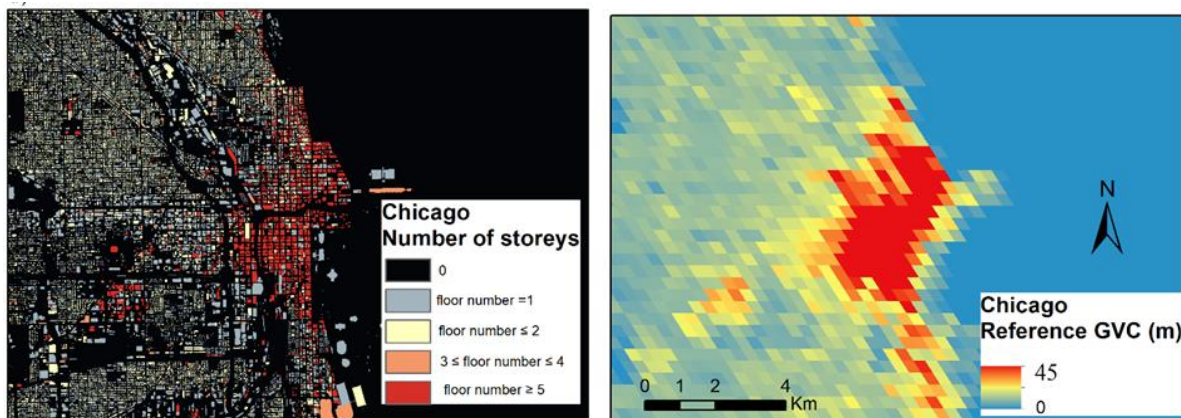 Chicago
Number of storeys
0
floor number =1
floor number ≤ 2
3 ≤ floor number ≤ 4
floor number ≥ 5
N
Chicago
Reference GVC (m)
45
0
0 1 2 4
Km